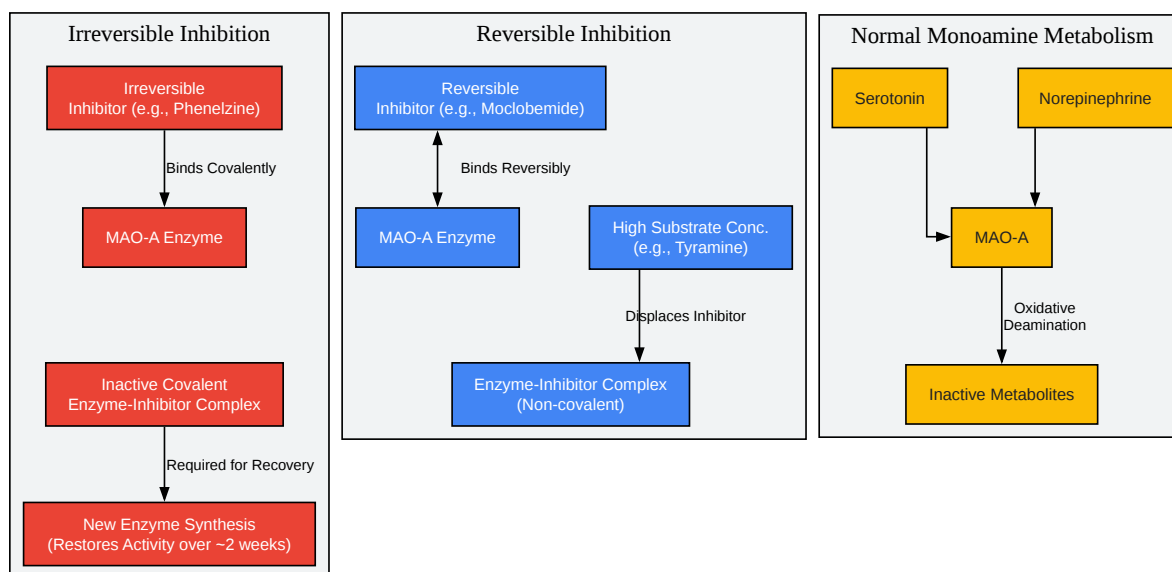 Irreversible Inhibition
Irreversible
Inhibitor (e.g., Phenelzine)
Binds Covalently
MAO-A Enzyme
Inactive Covalent
Enzyme-Inhibitor Complex
Required for Recovery
New Enzyme Synthesis
(Restores Activity over ~2 weeks)
Reversible Inhibition
Reversible
Inhibitor (e.g., Moclobemide)
Binds Reversibly
MAO-A Enzyme
High Substrate Conc.
(e.g., Tyramine)
Displaces Inhibitor
Enzyme-Inhibitor Complex
(Non-covalent)
Normal Monoamine Metabolism
Serotonin
Norepinephrine
MAO-A
Oxidative
Deamination
Inactive Metabolites